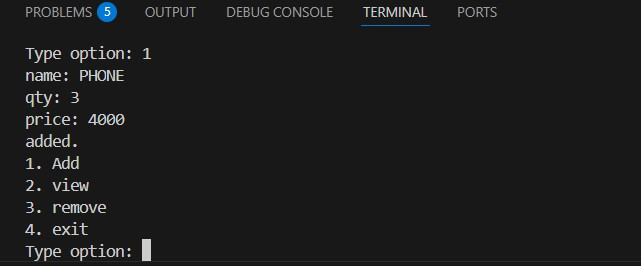 PROBLEMS 5 OUTPUT DEBUG CONSOLE TERMINAL PORTS
Type option: 1
name: PHONE
qty: 3
price: 4000
added.
1. Add
2. view
3. remove
4. exit
Type option: